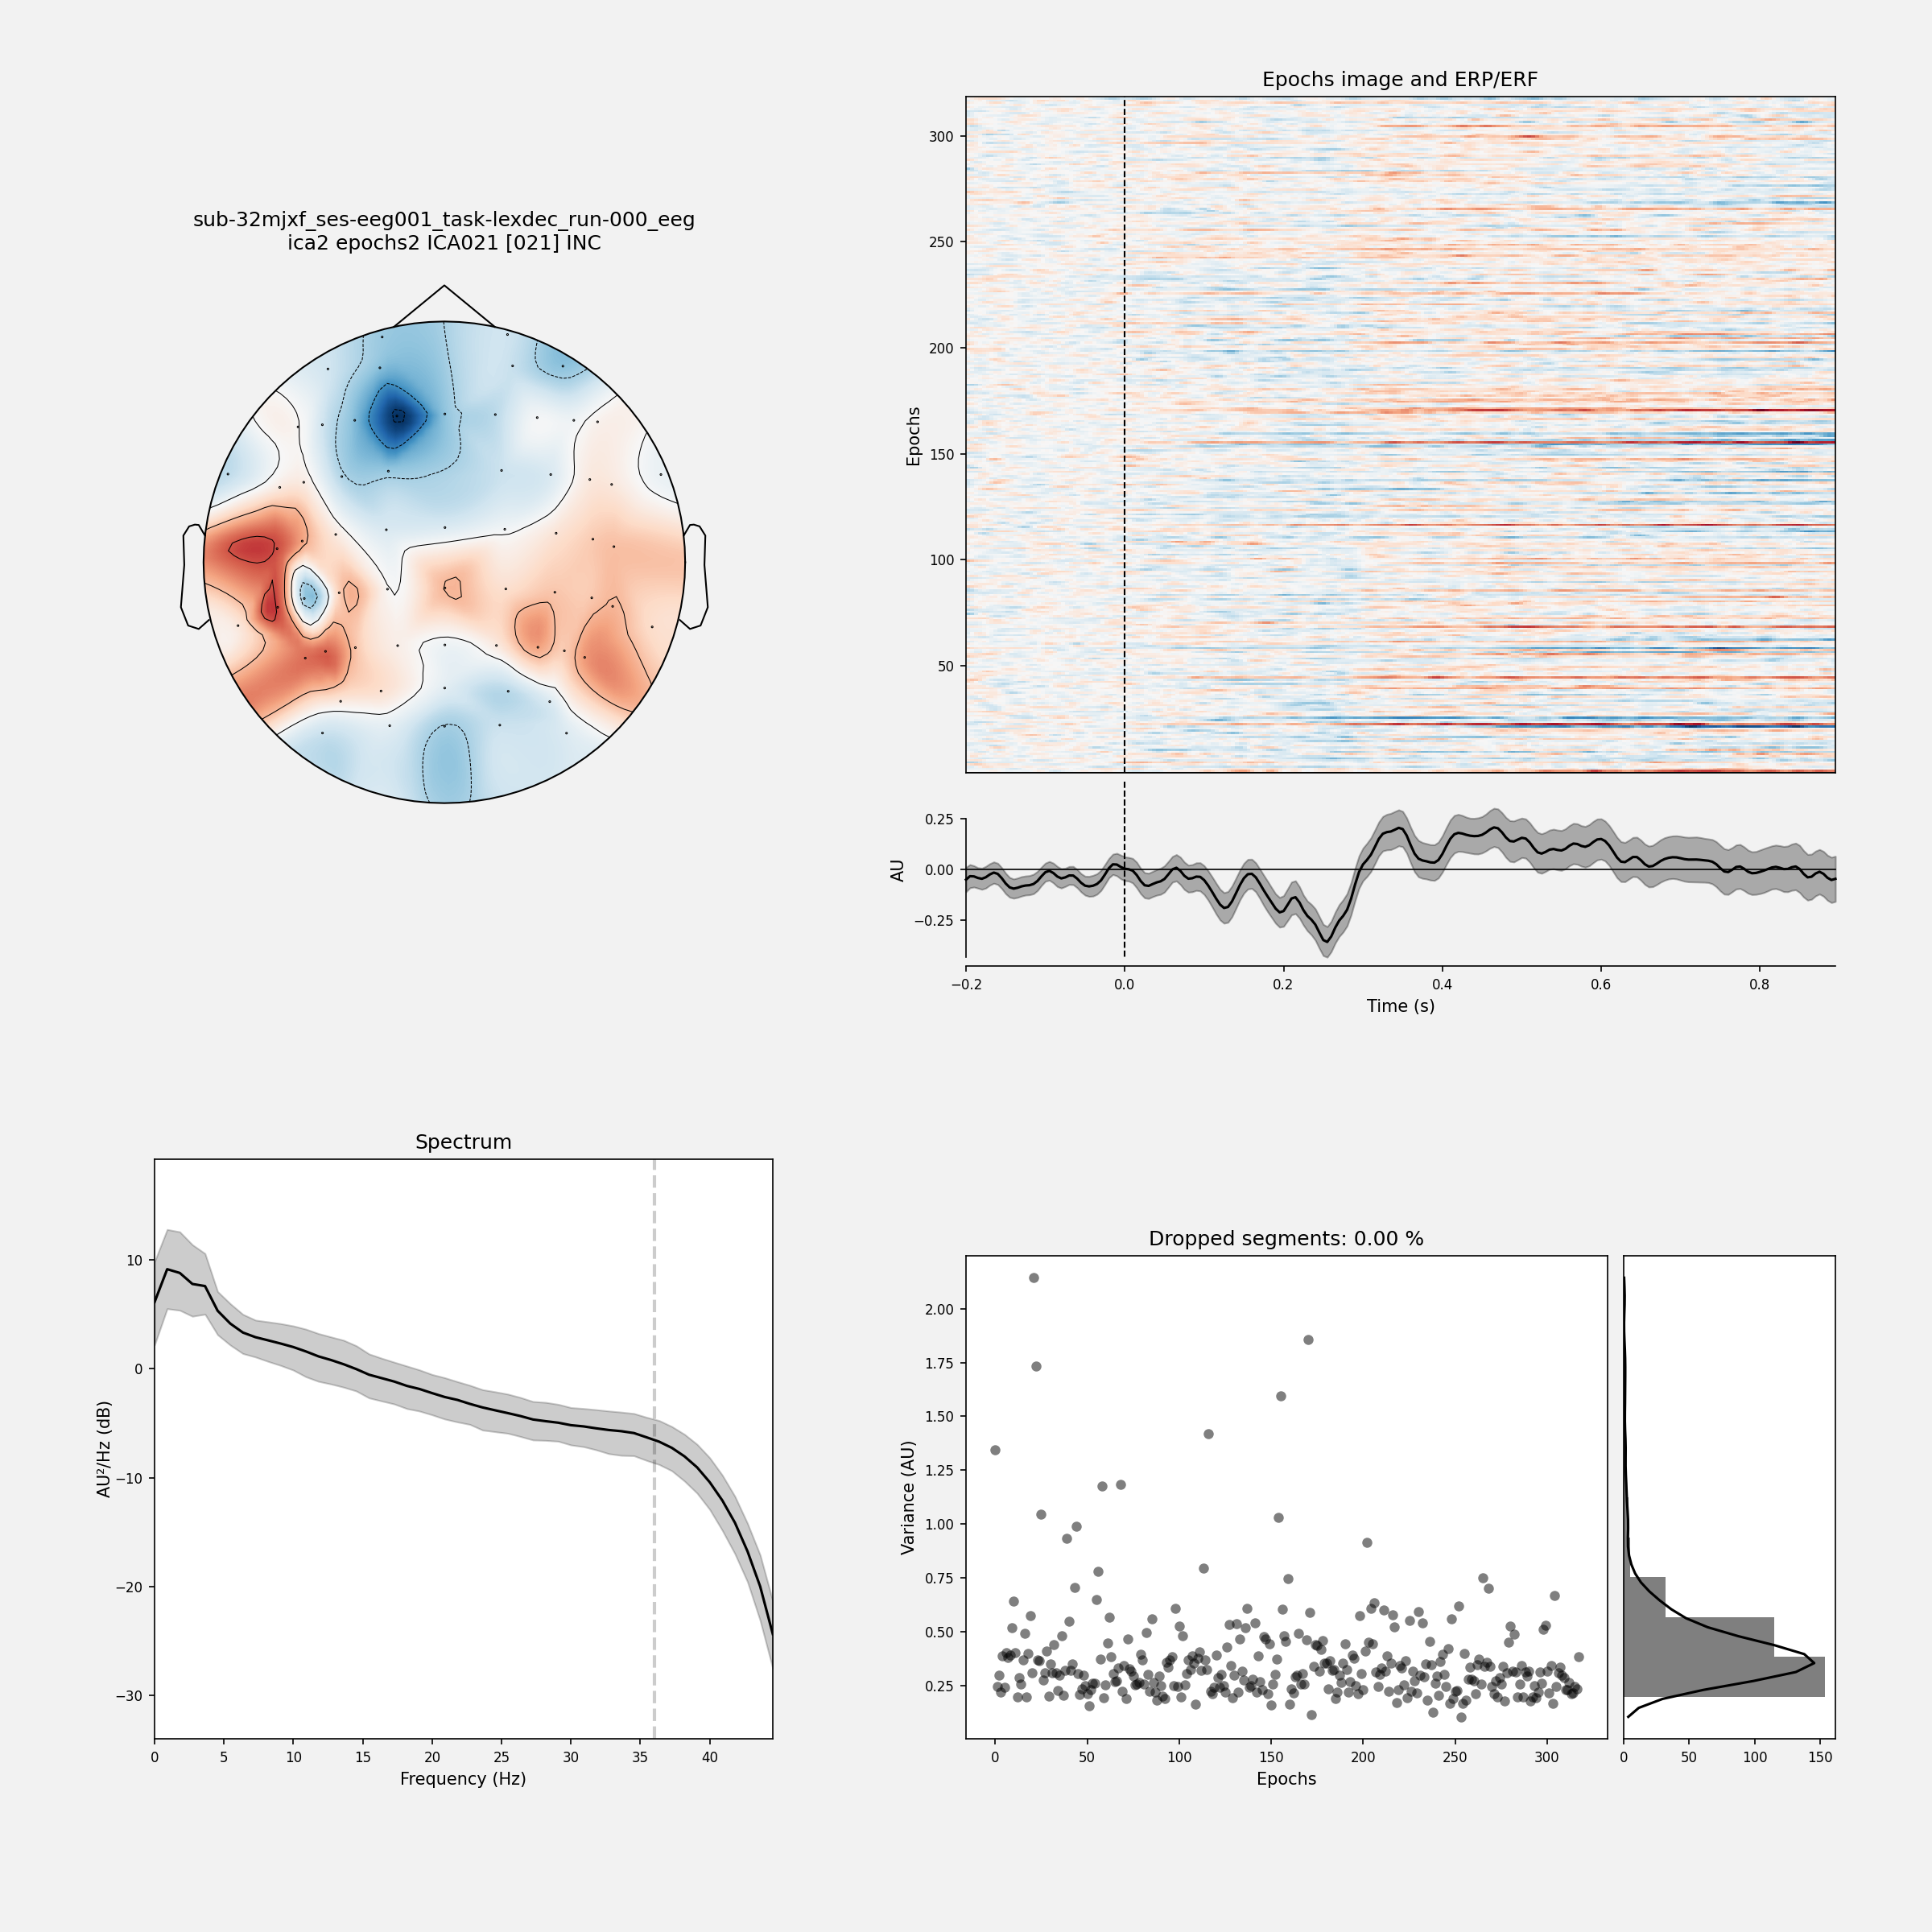 sub-32mjxf_ses-eeg001_task-lexdec_run-000_eeg
ica2 epochs2 ICA021 [021] INC
Epochs image and ERP/ERF
Epochs
300
250
200
150
100
50
AU
0.25
0.00
−0.25
−0.2 0.0 0.2 0.4 0.6 0.8
Time (s)
Spectrum
AU²/Hz (dB)
10
0
−10
−20
−30
0 5 10 15 20 25 30 35 40
Frequency (Hz)
Dropped segments: 0.00 %
Variance (AU)
2.00
1.75
1.50
1.25
1.00
0.75
0.50
0.25
0 50 100 150 200 250 300
Epochs
0 50 100 150